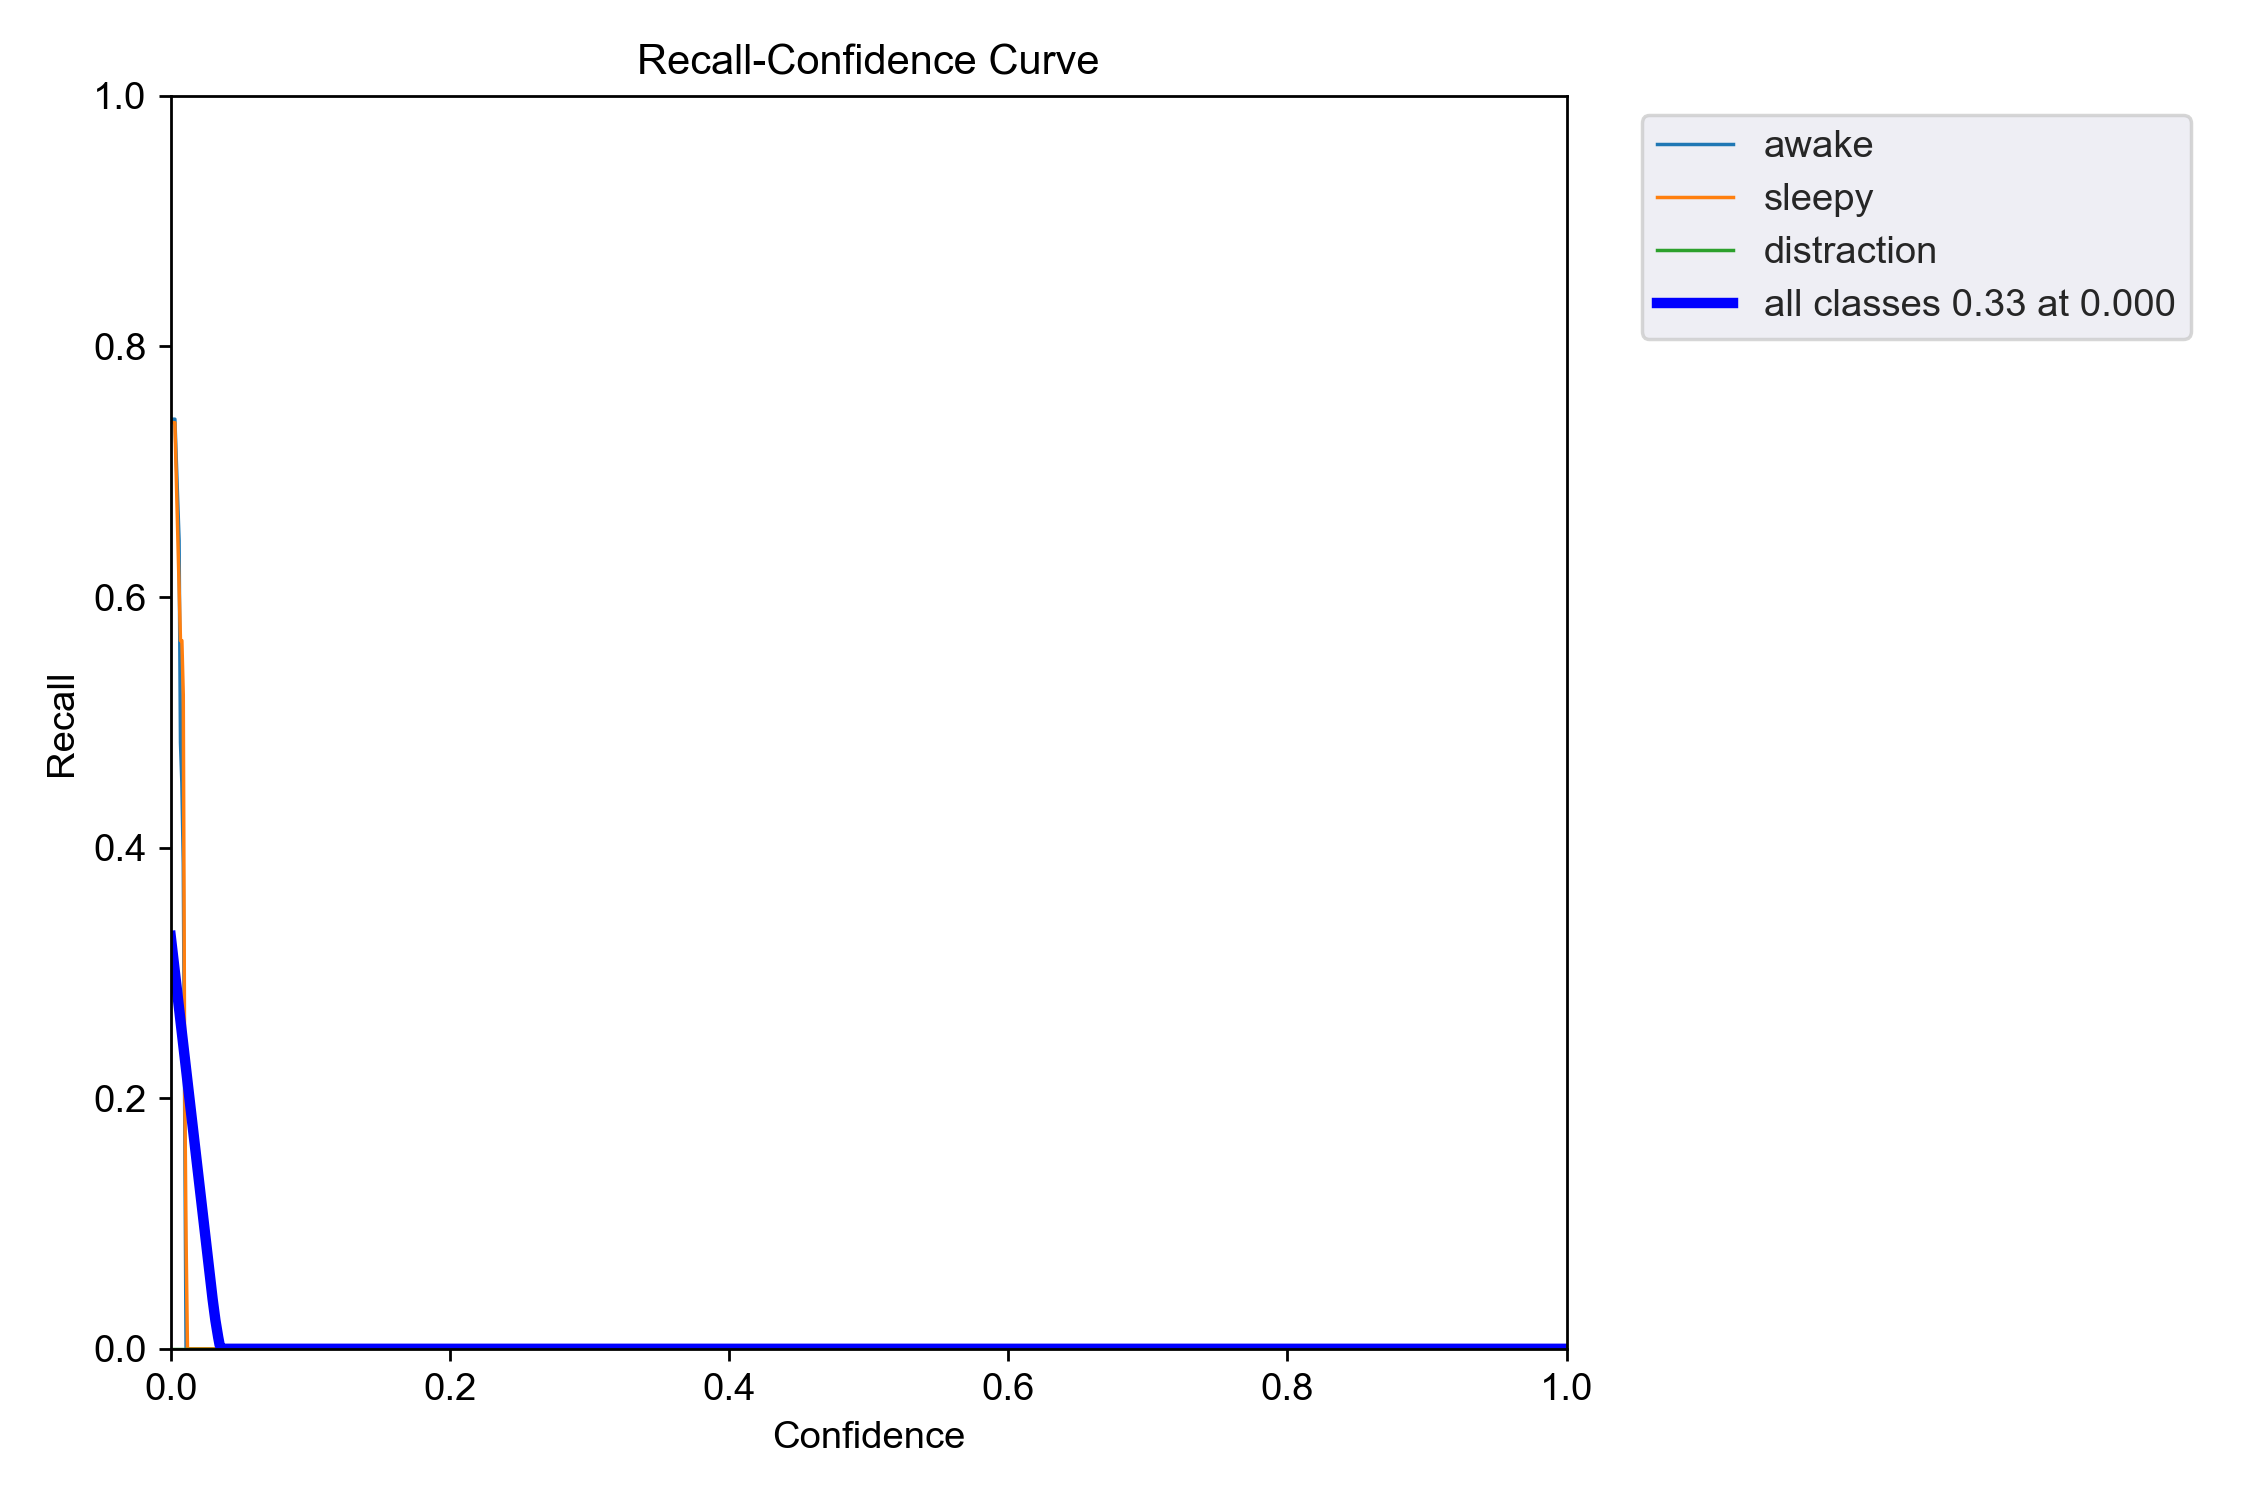 Recall-Confidence Curve
1.0
0.8
0.6
0.4
0.2
0.0
Recall
0.0 0.2 0.4 0.6 0.8 1.0
Confidence
awake
sleepy
distraction
all classes 0.33 at 0.000